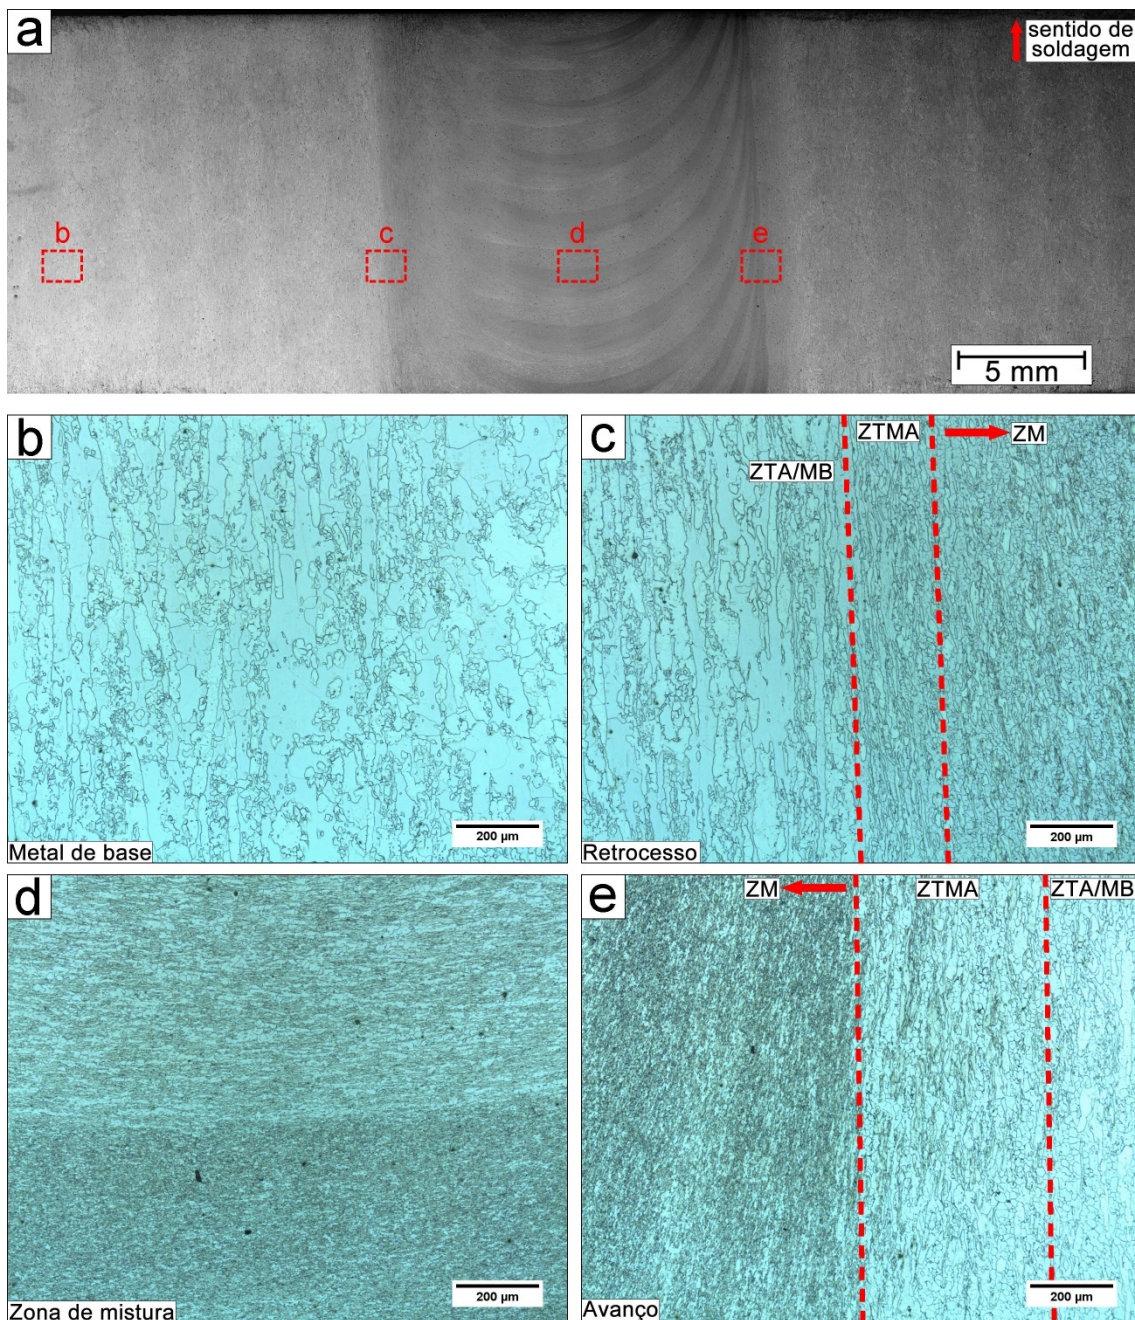 a
sentido de
soldagem
b
c
d
e
5 mm
b
200 µm
Metal de base
c
ZTMA
ZM
ZTA/MB
200 µm
Retrocesso
d
200 µm
Zona de mistura
e
ZM
ZTMA
ZTA/MB
200 µm
Avanço